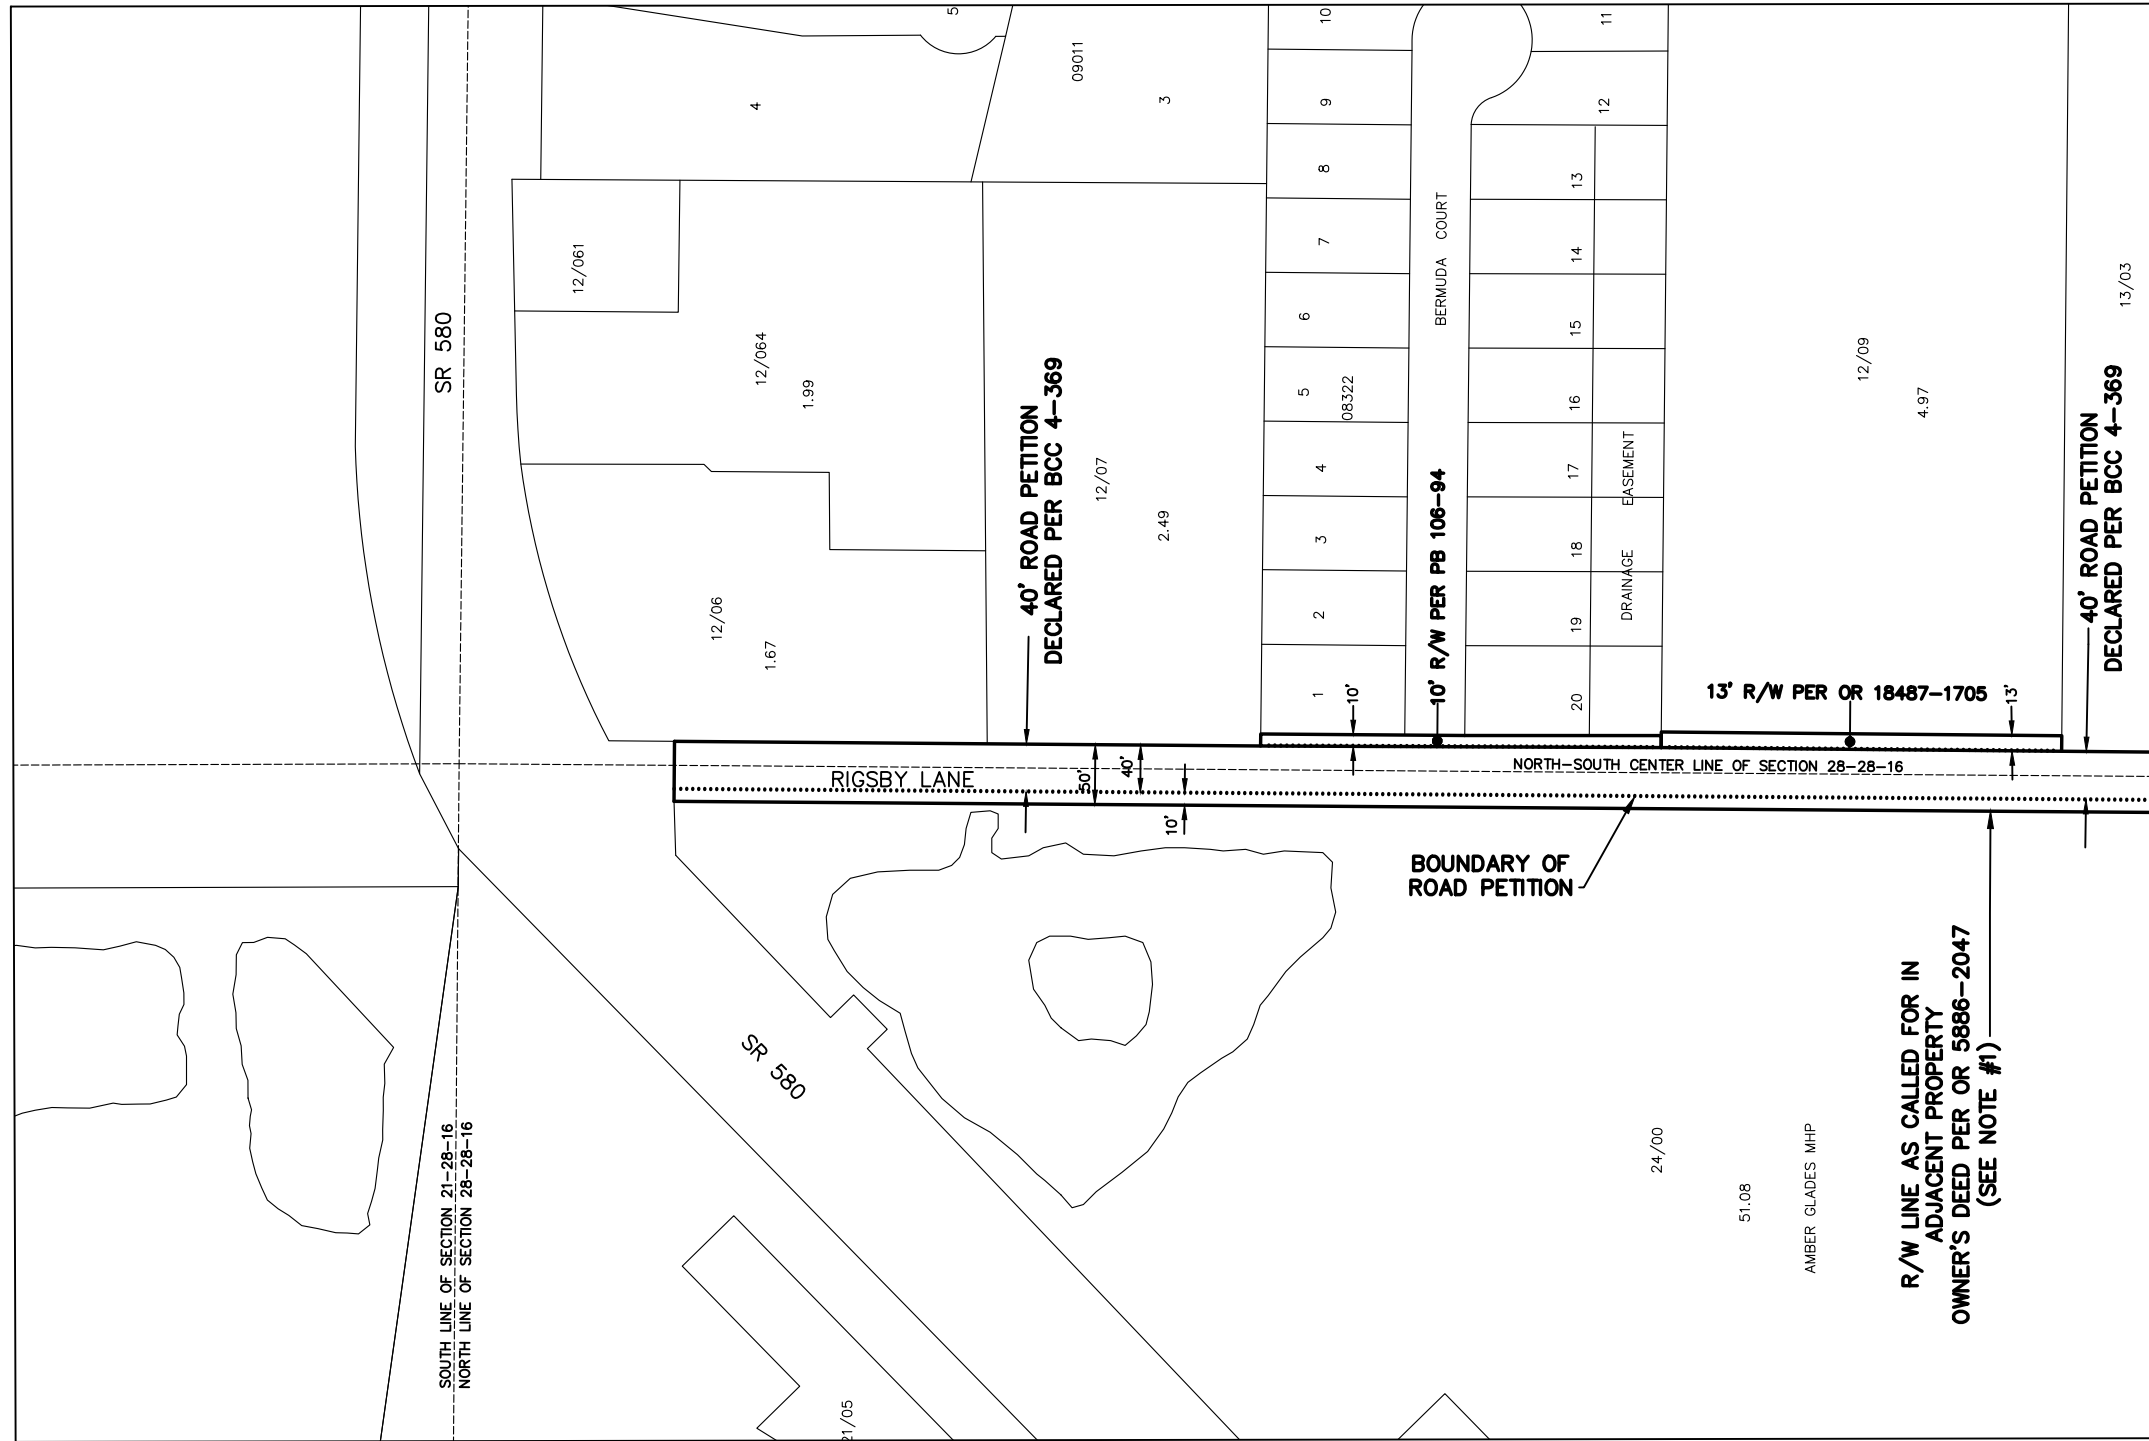 SR 580
12/061
12/064
1.99
12/06
1.67
4
5
09011
3
40' ROAD PETITION
DECLARED PER BCC 4-369
12/07
2.49
10
9
8
7
6
5
08322
4
3
2
1
10'
BERMUDA COURT
10' R/W PER PB 106-94
11
12
13
14
15
16
17
18
19
20
DRAINAGE EASEMENT
12/09
4.97
13' R/W PER OR 18487-1705
13'
13/03
40' ROAD PETITION
DECLARED PER BCC 4-369
RIGSBY LANE
50'
40'
10'
NORTH-SOUTH CENTER LINE OF SECTION 28-28-16
BOUNDARY OF
ROAD PETITION
R/W LINE AS CALLED FOR IN
ADJACENT PROPERTY
OWNER'S DEED PER OR 5886-2047
(SEE NOTE #1)
SR 580
SOUTH LINE OF SECTION 21-28-16
NORTH LINE OF SECTION 28-28-16
24/00
51.08
AMBER GLADES MHP
21/05